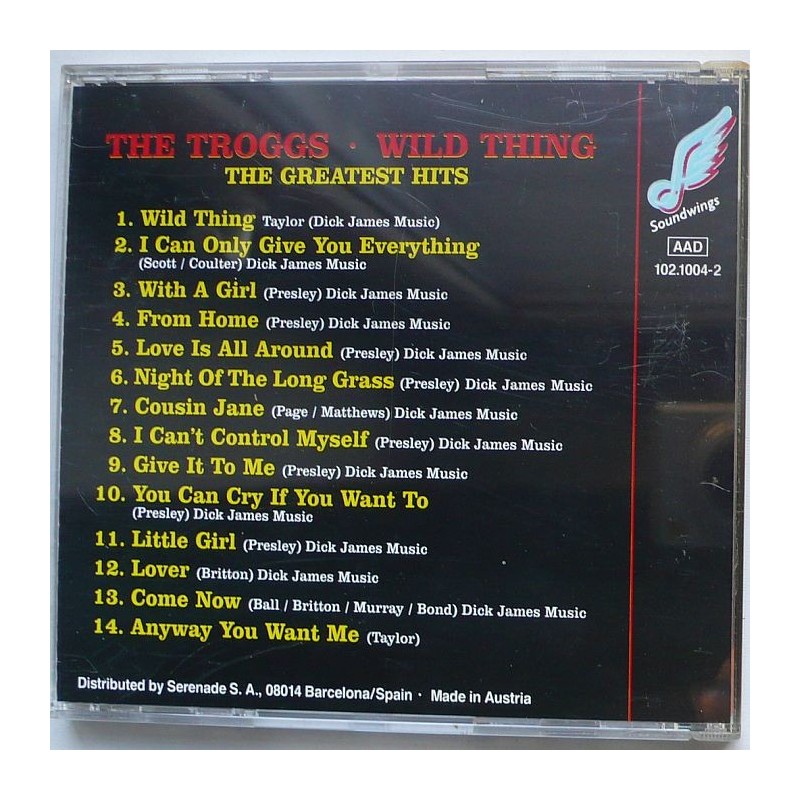 THE TROGGS · WILD THING
THE GREATEST HITS
1. Wild Thing Taylor (Dick James Music)
2. I Can Only Give You Everything
(Scott / Coulter) Dick James Music
3. With A Girl (Presley) Dick James Music
4. From Home (Presley) Dick James Music
5. Love Is All Around (Presley) Dick James Music
6. Night Of The Long Grass (Presley) Dick James Music
7. Cousin Jane (Page / Matthews) Dick James Music
8. I Can't Control Myself (Presley) Dick James Music
9. Give It To Me (Presley) Dick James Music
10. You Can Cry If You Want To
(Presley) Dick James Music
11. Little Girl (Presley) Dick James Music
12. Lover (Britton) Dick James Music
13. Come Now (Ball / Britton / Murray / Bond) Dick James Music
14. Anyway You Want Me (Taylor)
Distributed by Serenade S. A., 08014 Barcelona/Spain · Made in Austria
Soundwings
AAD
102.1004-2